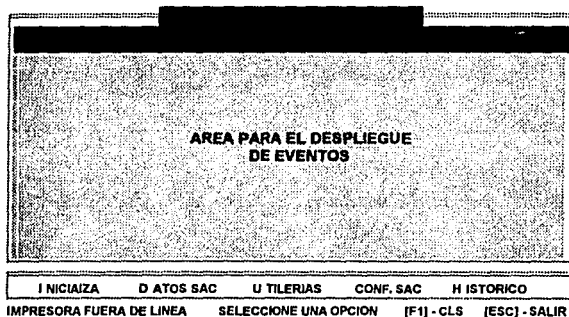 AREA PARA EL DESPLIEGUE
DE EVENTOS
I NICIAIZA D ATOS SAC U TILERIAS CONF. SAC H ISTORICO
IMPRESORA FUERA DE LINEA SELECCIONE UNA OPCION [F1] - CLS [ESC] - SALIR